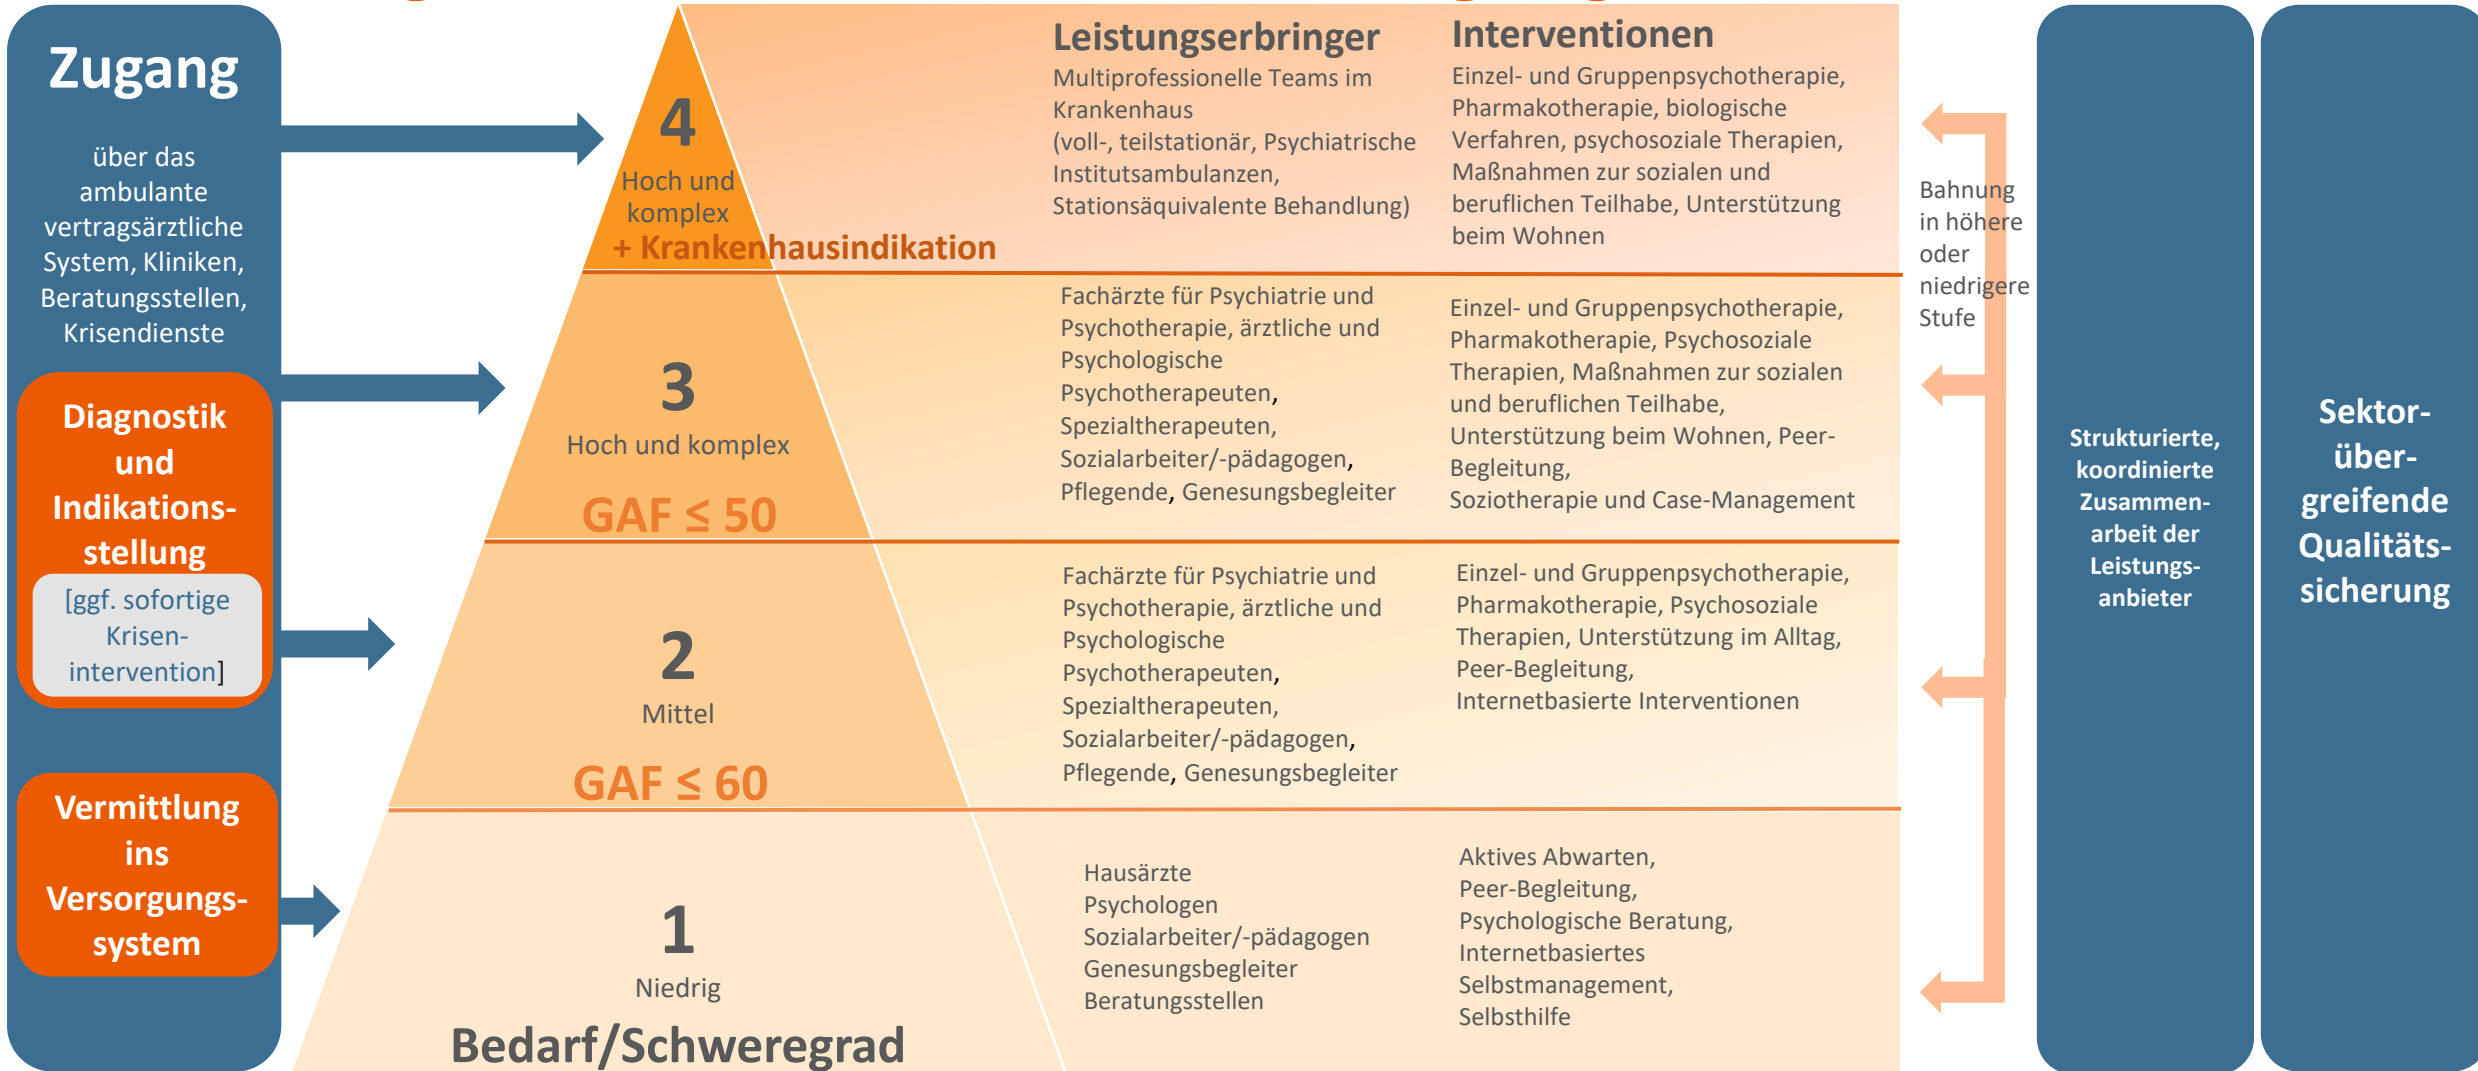 Zugang
über das
ambulante
vertragsärztliche
System, Kliniken,
Beratungsstellen,
Krisendienste
Diagnostik
und
Indikations-
stellung
[ggf. sofortige
Krisen-
intervention]
Vermittlung
ins
Versorgungs-
system
4
Hoch und
komplex
+ Krankenhausindikation
3
Hoch und komplex
GAF ≤ 50
2
Mittel
GAF ≤ 60
1
Niedrig
Bedarf/Schweregrad
Leistungserbringer
Multiprofessionelle Teams im
Krankenhaus
(voll-, teilstationär, Psychiatrische
Institutsambulanzen,
Stationsäquivalente Behandlung)
Interventionen
Einzel- und Gruppenpsychotherapie,
Pharmakotherapie, biologische
Verfahren, psychosoziale Therapien,
Maßnahmen zur sozialen und
beruflichen Teilhabe, Unterstützung
beim Wohnen
Fachärzte für Psychiatrie und
Psychotherapie, ärztliche und
Psychologische
Psychotherapeuten,
Spezialtherapeuten,
Sozialarbeiter/-pädagogen,
Pflegende, Genesungsbegleiter
Einzel- und Gruppenpsychotherapie,
Pharmakotherapie, Psychosoziale
Therapien, Maßnahmen zur sozialen
und beruflichen Teilhabe,
Unterstützung beim Wohnen, Peer-
Begleitung,
Soziotherapie und Case-Management
Fachärzte für Psychiatrie und
Psychotherapie, ärztliche und
Psychologische
Psychotherapeuten,
Spezialtherapeuten,
Sozialarbeiter/-pädagogen,
Pflegende, Genesungsbegleiter
Einzel- und Gruppenpsychotherapie,
Pharmakotherapie, Psychosoziale
Therapien, Unterstützung im Alltag,
Peer-Begleitung,
Internetbasierte Interventionen
Hausärzte
Psychologen
Sozialarbeiter/-pädagogen
Genesungsbegleiter
Beratungsstellen
Aktives Abwarten,
Peer-Begleitung,
Psychologische Beratung,
Internetbasiertes
Selbstmanagement,
Selbsthilfe
Bahnung
in höhere
oder
niedrigere
Stufe
Strukturierte,
koordinierte
Zusammen-
arbeit der
Leistungs-
anbieter
Sektor-
über-
greifende
Qualitäts-
sicherung